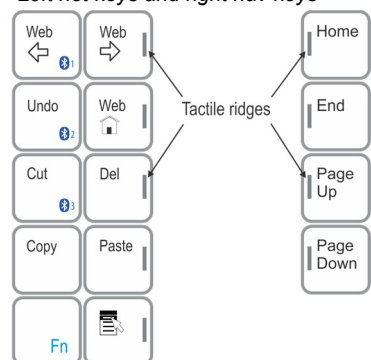 Left hot keys and right nav keys
Web
1
Web
Home
Undo
2
Web
Tactile ridges
End
Cut
3
Del
Page
Up
Copy
Paste
Page
Down
Fn